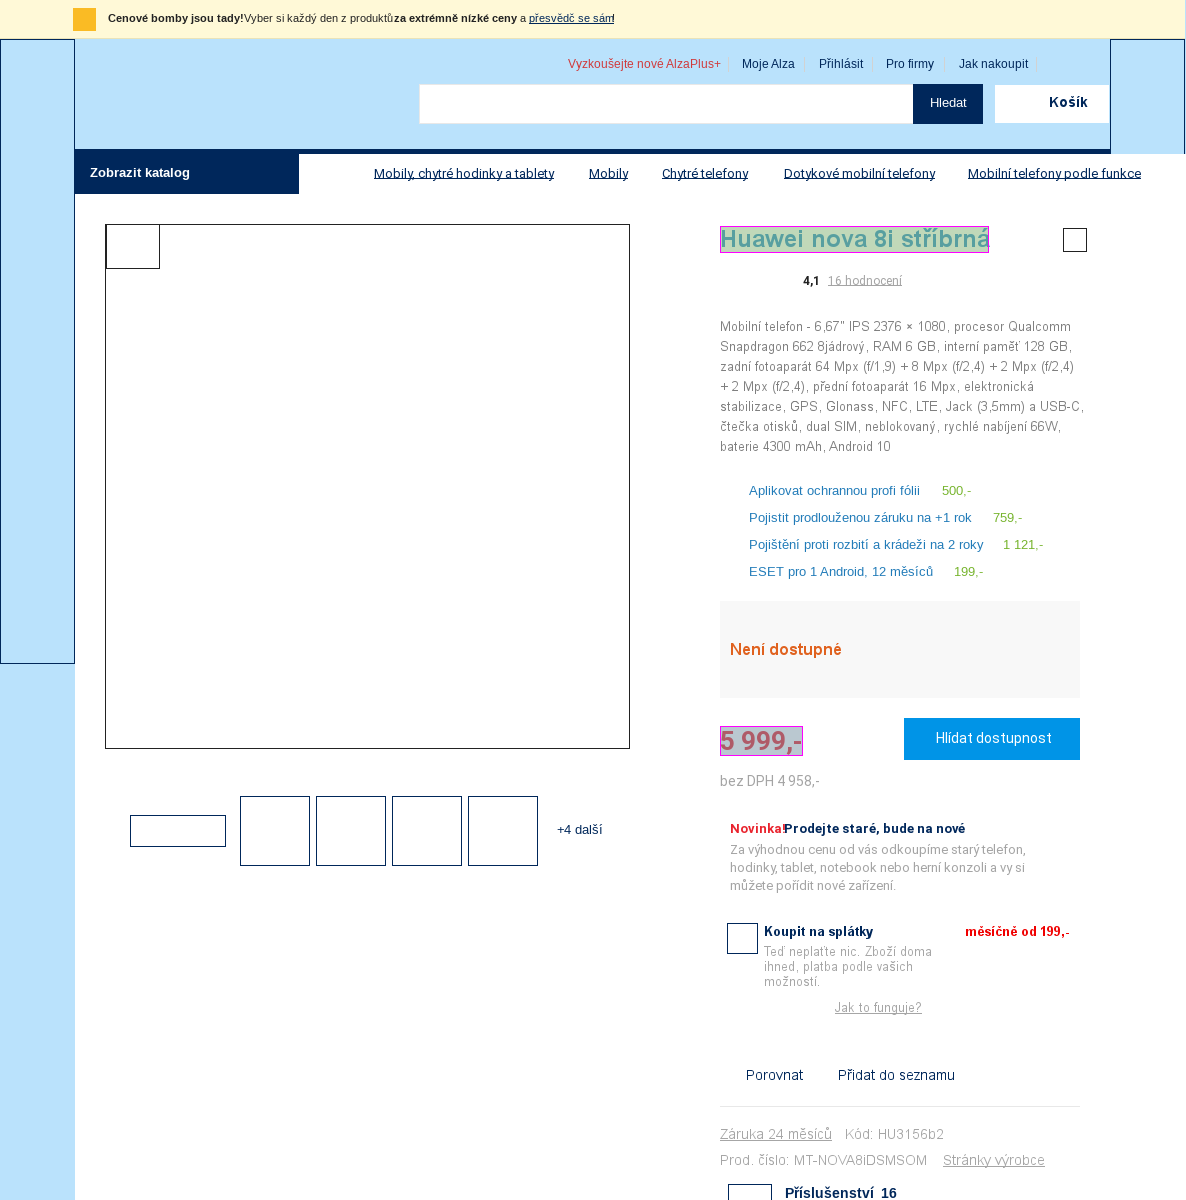 Cenové bomby jsou tady!Vyber si každý den z produktů za extrémně nízké ceny a přesvědč se sám!
Vyzkoušejte nové AlzaPlus+ Moje Alza Přihlásit Pro firmy Jak nakoupit
Hledat Košík
Zobrazit katalog Mobily, chytré hodinky a tablety Mobily Chytré telefony Dotykové mobilní telefony Mobilní telefony podle funkce
Huawei nova 8i stříbrná
4,1 16 hodnocení
Mobilní telefon - 6,67" IPS 2376 × 1080, procesor Qualcomm
Snapdragon 662 8jádrový, RAM 6 GB, interní paměť 128 GB,
zadní fotoaparát 64 Mpx (f/1,9) + 8 Mpx (f/2,4) + 2 Mpx (f/2,4)
+ 2 Mpx (f/2,4), přední fotoaparát 16 Mpx, elektronická
stabilizace, GPS, Glonass, NFC, LTE, Jack (3,5mm) a USB-C,
čtečka otisků, dual SIM, neblokovaný, rychlé nabíjení 66W,
baterie 4300 mAh, Android 10
Aplikovat ochrannou profi fólii 500,-
Pojistit prodlouženou záruku na +1 rok 759,-
Pojištění proti rozbití a krádeži na 2 roky 1 121,-
ESET pro 1 Android, 12 měsíců 199,-
Není dostupné
5 999,- Hlídat dostupnost
bez DPH 4 958,-
+4 další
Novinka! Prodejte staré, bude na nové
Za výhodnou cenu od vás odkoupíme starý telefon,
hodinky, tablet, notebook nebo herní konzoli a vy si
můžete pořídit nové zařízení.
Koupit na splátky měsíčně od 199,-
Teď neplaťte nic. Zboží doma
ihned, platba podle vašich
možností.
Jak to funguje?
Porovnat Přidat do seznamu
Záruka 24 měsíců Kód: HU3156b2
Prod. číslo: MT-NOVA8iDSMSOM Stránky výrobce
Příslušenství 16